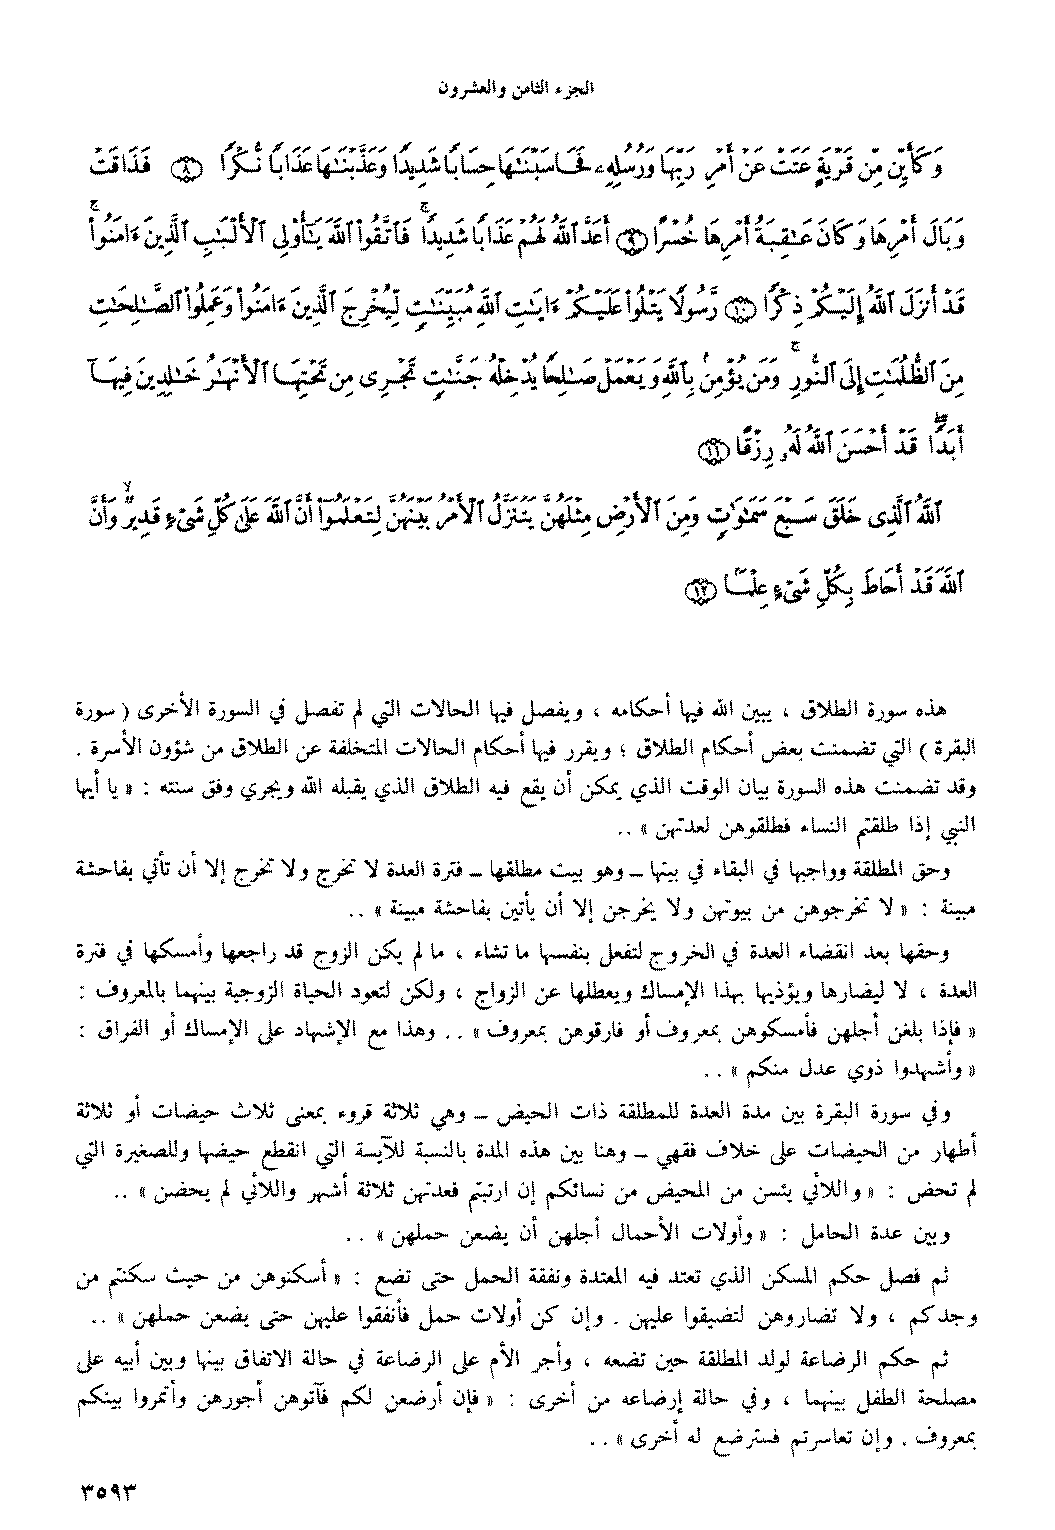 الجزء الثامن والعشرون
وَكَأَيِّن مِّن قَرْيَةٍ عَتَتْ عَنْ أَمْرِ رَبِّهَا وَرُسُلِهِۦ فَحَاسَبْنَٰهَا حِسَابًا شَدِيدًا وَعَذَّبْنَٰهَا عَذَابًا نُّكْرًا ٨ فَذَاقَتْ
وَبَالَ أَمْرِهَا وَكَانَ عَٰقِبَةُ أَمْرِهَا خُسْرًا ٩ أَعَدَّ ٱللَّهُ لَهُمْ عَذَابًا شَدِيدًا ۖ فَٱتَّقُوا۟ ٱللَّهَ يَٰٓأُو۟لِى ٱلْأَلْبَٰبِ ٱلَّذِينَ ءَامَنُوا۟ ۚ
قَدْ أَنزَلَ ٱللَّهُ إِلَيْكُمْ ذِكْرًا ١٠ رَّسُولًا يَتْلُوا۟ عَلَيْكُمْ ءَايَٰتِ ٱللَّهِ مُبَيِّنَٰتٍ لِّيُخْرِجَ ٱلَّذِينَ ءَامَنُوا۟ وَعَمِلُوا۟ ٱلصَّٰلِحَٰتِ
مِنَ ٱلظُّلُمَٰتِ إِلَى ٱلنُّورِ ۚ وَمَن يُؤْمِنۢ بِٱللَّهِ وَيَعْمَلْ صَٰلِحًا يُدْخِلْهُ جَنَّٰتٍ تَجْرِى مِن تَحْتِهَا ٱلْأَنْهَٰرُ خَٰلِدِينَ فِيهَآ
أَبَدًا ۖ قَدْ أَحْسَنَ ٱللَّهُ لَهُۥ رِزْقًا ١١
ٱللَّهُ ٱلَّذِى خَلَقَ سَبْعَ سَمَٰوَٰتٍ وَمِنَ ٱلْأَرْضِ مِثْلَهُنَّ يَتَنَزَّلُ ٱلْأَمْرُ بَيْنَهُنَّ لِتَعْلَمُوٓا۟ أَنَّ ٱللَّهَ عَلَىٰ كُلِّ شَىْءٍ قَدِيرٌ ۙ وَأَنَّ
ٱللَّهَ قَدْ أَحَاطَ بِكُلِّ شَىْءٍ عِلْمًۢا ١٢
هذه سورة الطلاق ، يبين الله فيها أحكامه ، ويفصل فيها الحالات التي لم تفصل في السورة الأخرى ( سورة
البقرة ) التي تضمنت بعض أحكام الطلاق ؛ ويقرر فيها أحكام الحالات المتخلفة عن الطلاق من شؤون الأسرة .
وقد تضمنت هذه السورة بيان الوقت الذي يمكن أن يقع فيه الطلاق الذي يقبله الله ويجري وفق سنته : « يا أيها
النبي إذا طلقتم النساء فطلقوهن لعدتهن » ..
وحق المطلقة وواجبها في البقاء في بيتها ــ وهو بيت مطلقها ــ فترة العدة لا تخرج ولا تخرج إلا أن تأتي بفاحشة
مبينة : « لا تخرجوهن من بيوتهن ولا يخرجن إلا أن يأتين بفاحشة مبينة » ..
وحقها بعد انقضاء العدة في الخروج لتفعل بنفسها ما تشاء ، ما لم يكن الزوج قد راجعها وأمسكها في فترة
العدة ، لا ليضارها ويؤذيها بهذا الإمساك ويعطلها عن الزواج ، ولكن لتعود الحياة الزوجية بينهما بالمعروف :
« فإذا بلغن أجلهن فأمسكوهن بمعروف أو فارقوهن بمعروف » .. وهذا مع الإشهاد على الإمساك أو الفراق :
« وأشهدوا ذوي عدل منكم » ..
وفي سورة البقرة بين مدة العدة للمطلقة ذات الحيض ــ وهي ثلاثة قروء بمعنى ثلاث حيضات أو ثلاثة
أطهار من الحيضات على خلاف فقهي ــ وهنا بين هذه المدة بالنسبة للآيسة التي انقطع حيضها وللصغيرة التي
لم تحض : « واللائي يئسن من المحيض من نسائكم إن ارتبتم فعدتهن ثلاثة أشهر واللائي لم يحضن » ..
وبين عدة الحامل : « وأولات الأحمال أجلهن أن يضعن حملهن » ..
ثم فصل حكم المسكن الذي تعتد فيه المعتدة ونفقة الحمل حتى تضع : « أسكنوهن من حيث سكنتم من
وجدكم ، ولا تضاروهن لتضيقوا عليهن . وإن كن أولات حمل فأنفقوا عليهن حتى يضعن حملهن » ..
ثم حكم الرضاعة لولد المطلقة حين تضعه ، وأجر الأم على الرضاعة في حالة الاتفاق بينها وبين أبيه على
مصلحة الطفل بينهما ، وفي حالة إرضاعه من أخرى : « فإن أرضعن لكم فآتوهن أجورهن وأتمروا بينكم
بمعروف . وإن تعاسرتم فسترضع له أخرى » ..
٣٥٩٣